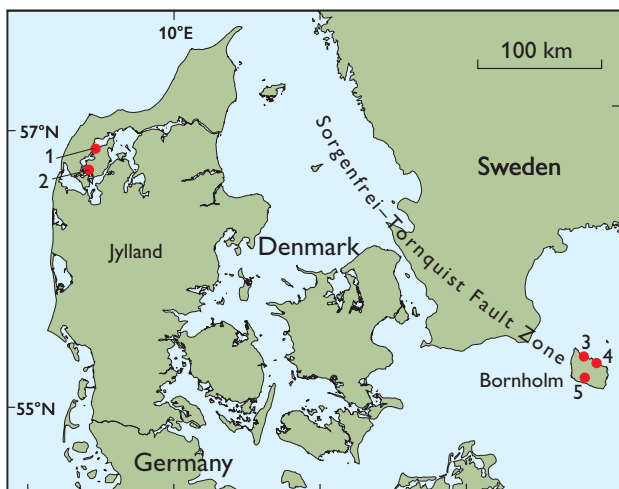 10°E
100 km
57°N
1
2
Sweden
Sorgenfrei–Tornquist Fault Zone
Denmark
Jylland
3
4
Bornholm
5
55°N
Germany